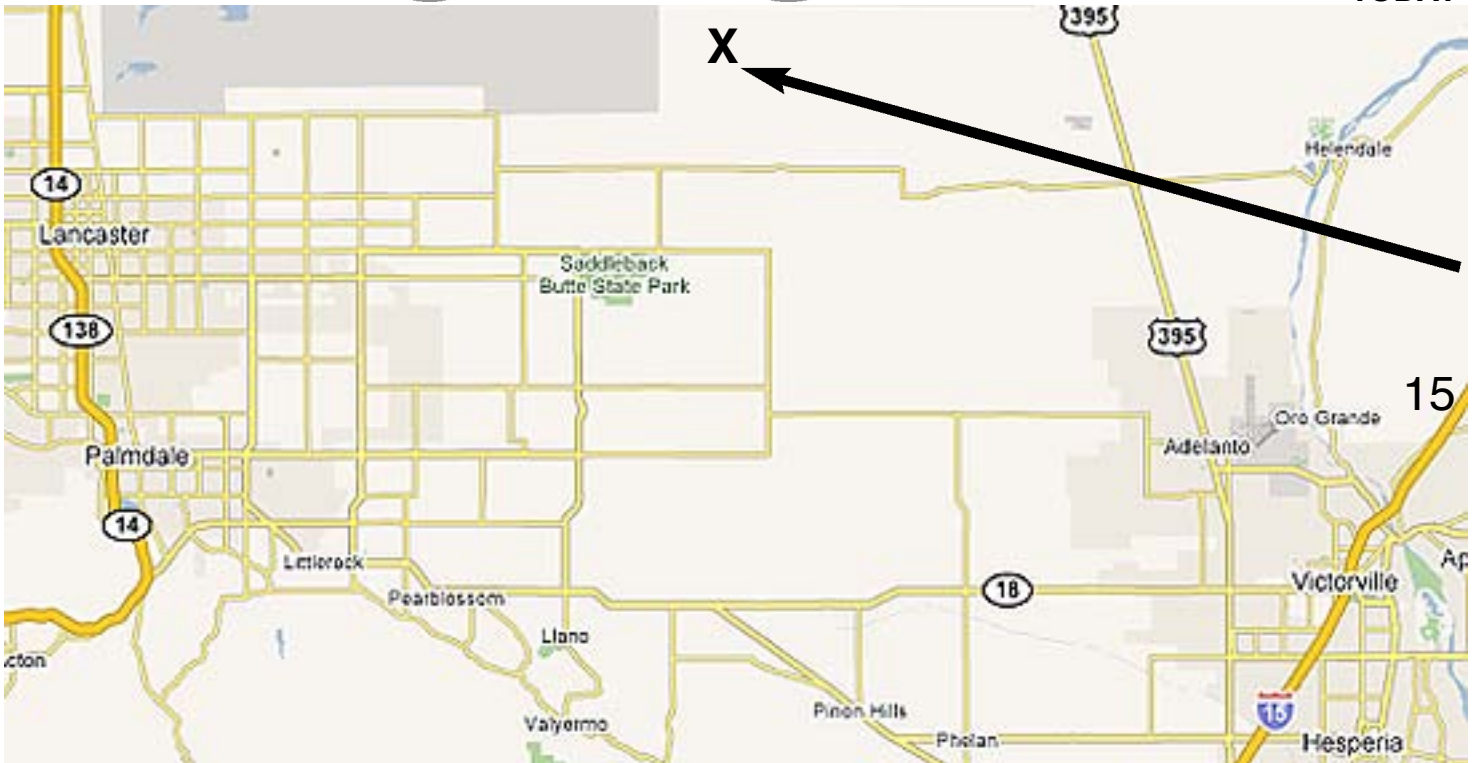 395
X
Helendale
14
Lancaster
Saddleback
Butte State Park
138
395
15
Oro Grande
Adelanto
Palmdale
14
Littlerock
Victorville
18
Pearblossom
Llano
Pinon Hills
Valyermo
15
Phelan
Hesperia